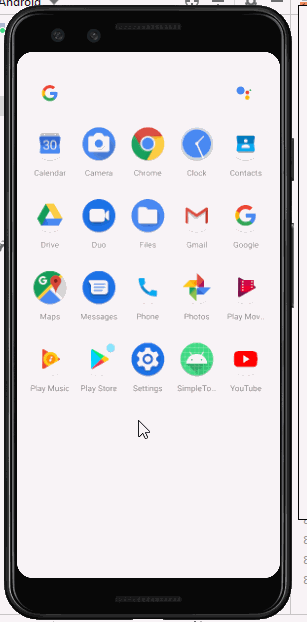 Android
30
Calendar Camera Chrome Clock Contacts
Drive Duo Files Gmail Google
Maps Messages Phone Photos Play Mov..
Play Music Play Store Settings SimpleTo.. YouTube